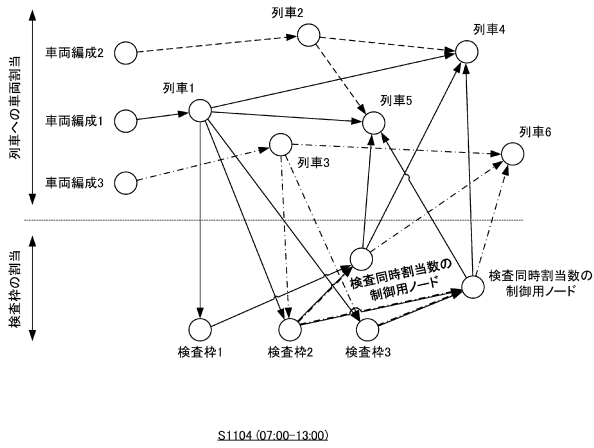 列車2
列車4
車両編成2
列車への車両割当
列車1
車両編成1
列車5
列車6
列車3
車両編成3
検査枠の割当
検査同時割当数の
制御用ノード
検査同時割当数の
制御用ノード
検査枠1
検査枠2
検査枠3
S1104 (07:00-13:00)